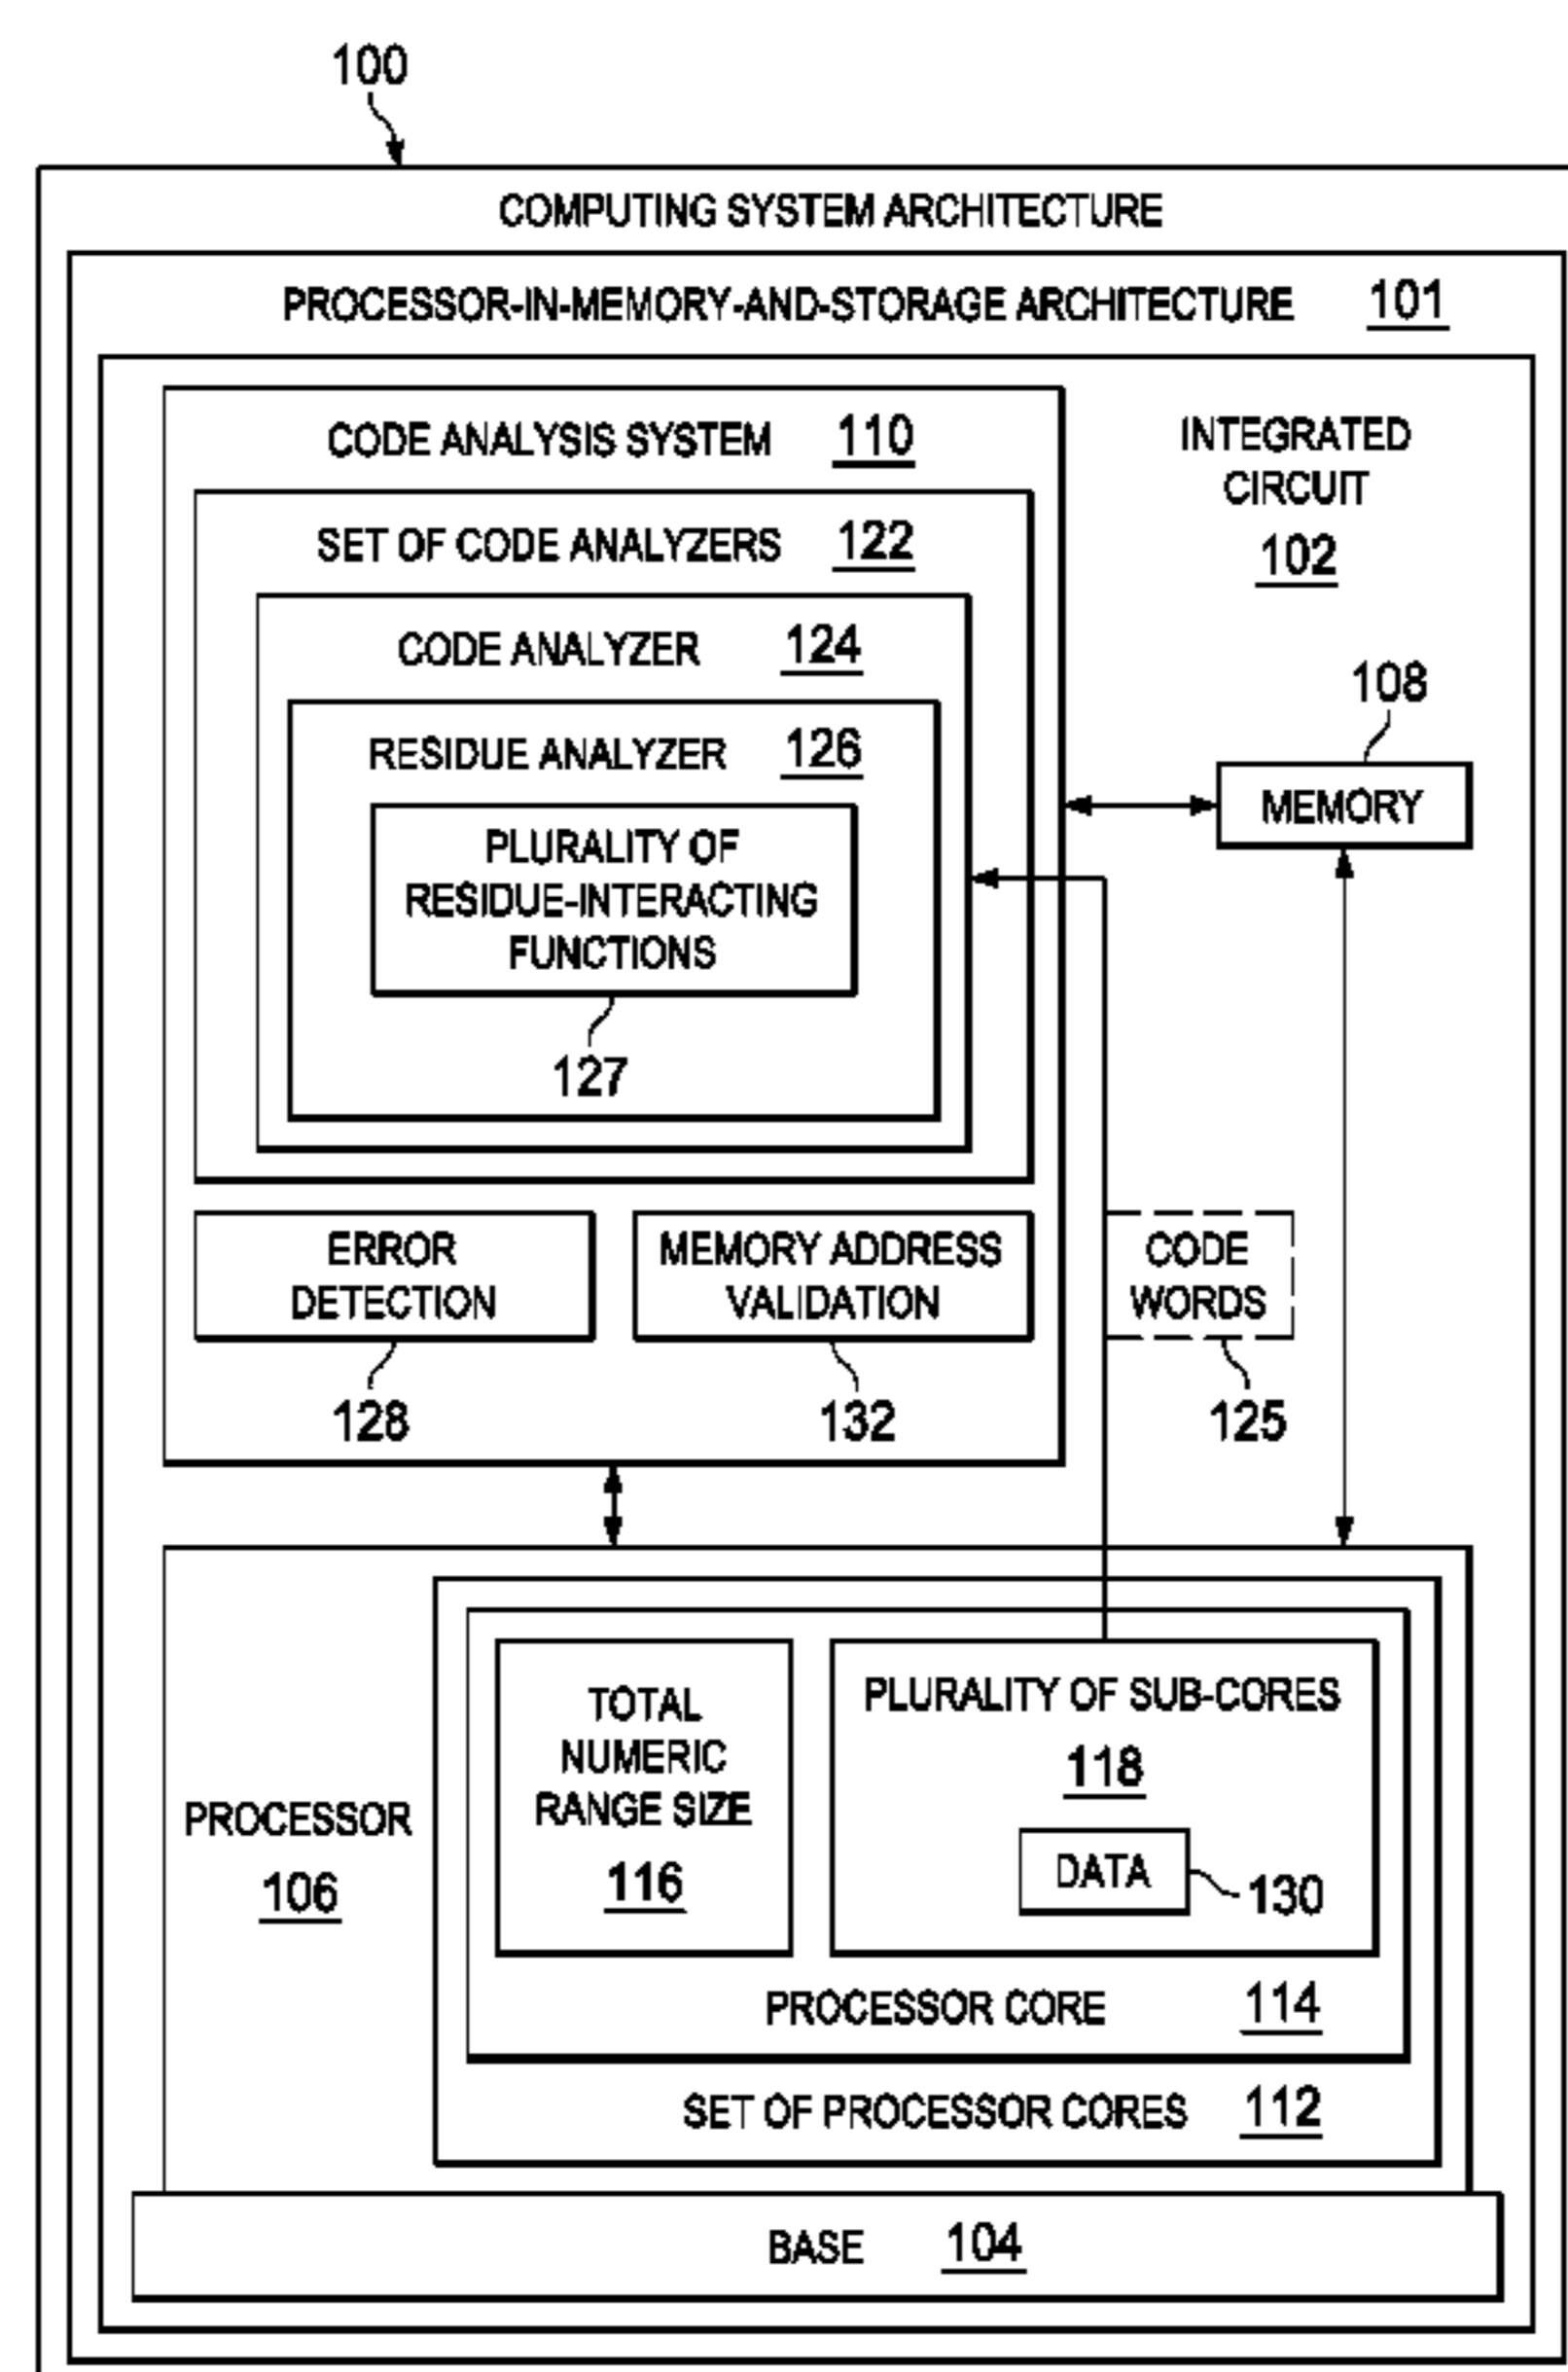 100
COMPUTING SYSTEM ARCHITECTURE
PROCESSOR-IN-MEMORY-AND-STORAGE ARCHITECTURE 101
CODE ANALYSIS SYSTEM 110
INTEGRATED
CIRCUIT
102
SET OF CODE ANALYZERS 122
CODE ANALYZER 124
108
MEMORY
RESIDUE ANALYZER 126
PLURALITY OF
RESIDUE-INTERACTING
FUNCTIONS
127
ERROR
DETECTION
128
MEMORY ADDRESS
VALIDATION
132
CODE
WORDS
125
PROCESSOR
106
TOTAL
NUMERIC
RANGE SIZE
116
PLURALITY OF SUB-CORES
118
DATA
130
PROCESSOR CORE 114
SET OF PROCESSOR CORES 112
BASE 104